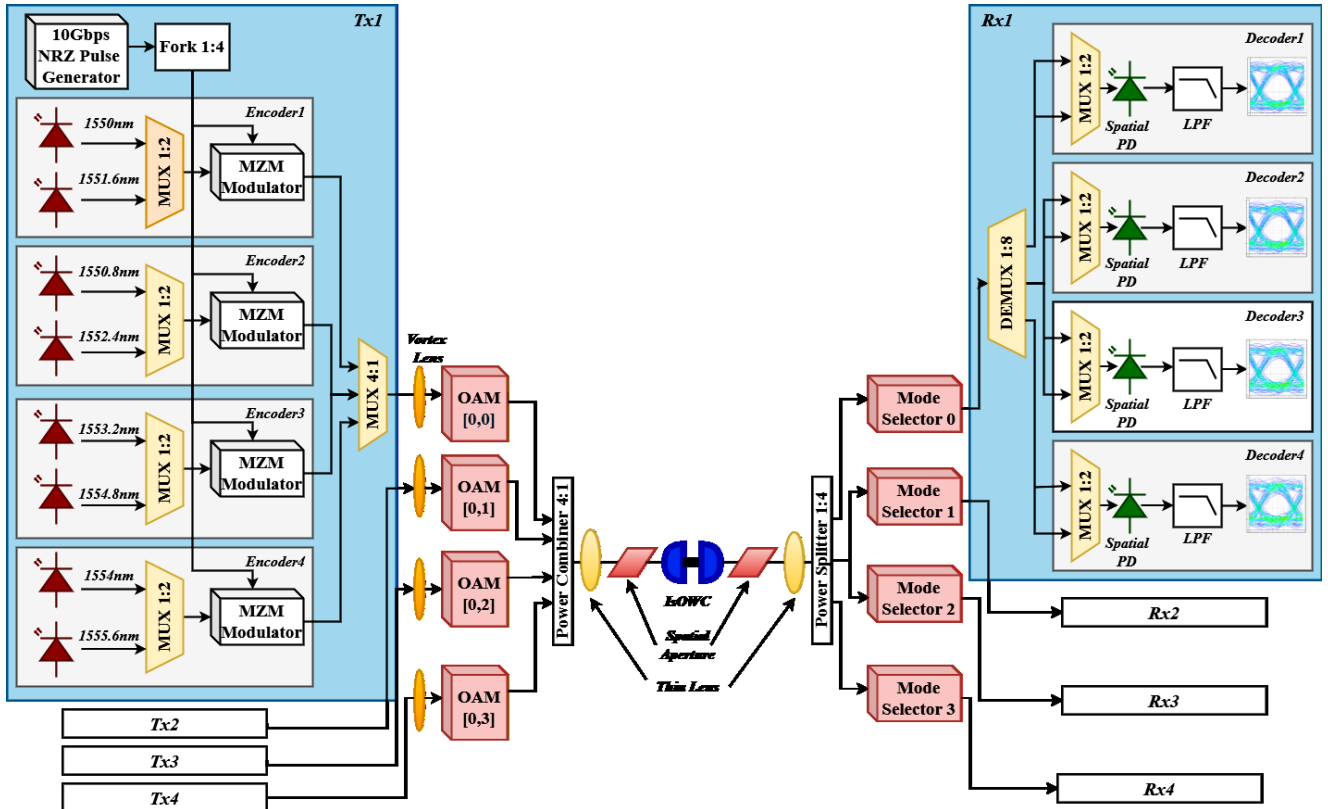 Tx1
10Gbps
NRZ Pulse
Generator
Fork 1:4
Encoder1
1550nm
1551.6nm
MUX 1:2
MZM
Modulator
Encoder2
1550.8nm
1552.4nm
MUX 1:2
MZM
Modulator
Encoder3
1553.2nm
1554.8nm
MUX 1:2
MZM
Modulator
Encoder4
1554nm
1555.6nm
MUX 1:2
MZM
Modulator
MUX 4:1
Tx2
Tx3
Tx4
Vortex
Lens
OAM
[0,0]
OAM
[0,1]
OAM
[0,2]
OAM
[0,3]
Power Combiner 4:1
IsOWC
Spatial
Aperture
Thin Lens
Power Splitter 1:4
Mode
Selector 0
Mode
Selector 1
Mode
Selector 2
Mode
Selector 3
Rx1
DEMUX 1:8
Decoder1
MUX 1:2
Spatial
PD
LPF
Decoder2
MUX 1:2
Spatial
PD
LPF
Decoder3
MUX 1:2
Spatial
PD
LPF
Decoder4
MUX 1:2
Spatial
PD
LPF
Rx2
Rx3
Rx4